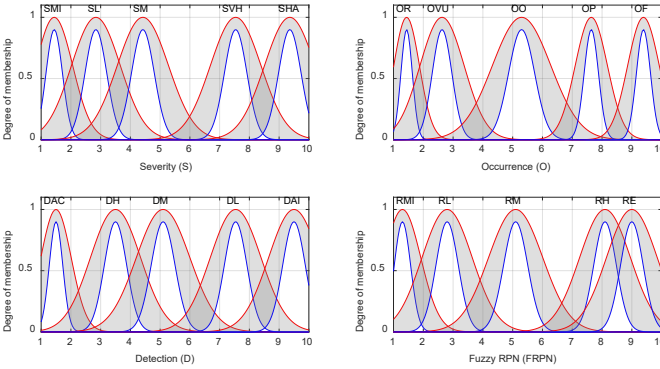 SMI SL SM SVH SHA
1
0.5
0
Degree of membership
1 2 3 4 5 6 7 8 9 10
Severity (S)
OR OVU OO OP OF
1
0.5
0
Degree of membership
1 2 3 4 5 6 7 8 9
Occurrence (O)
DAC DH DM DL DAI
1
0.5
0
Degree of membership
1 2 3 4 5 6 7 8 9 10
Detection (D)
RMI RL RM RH RE
1
0.5
0
Degree of membership
1 2 3 4 5 6 7 8 9
Fuzzy RPN (FRPN)